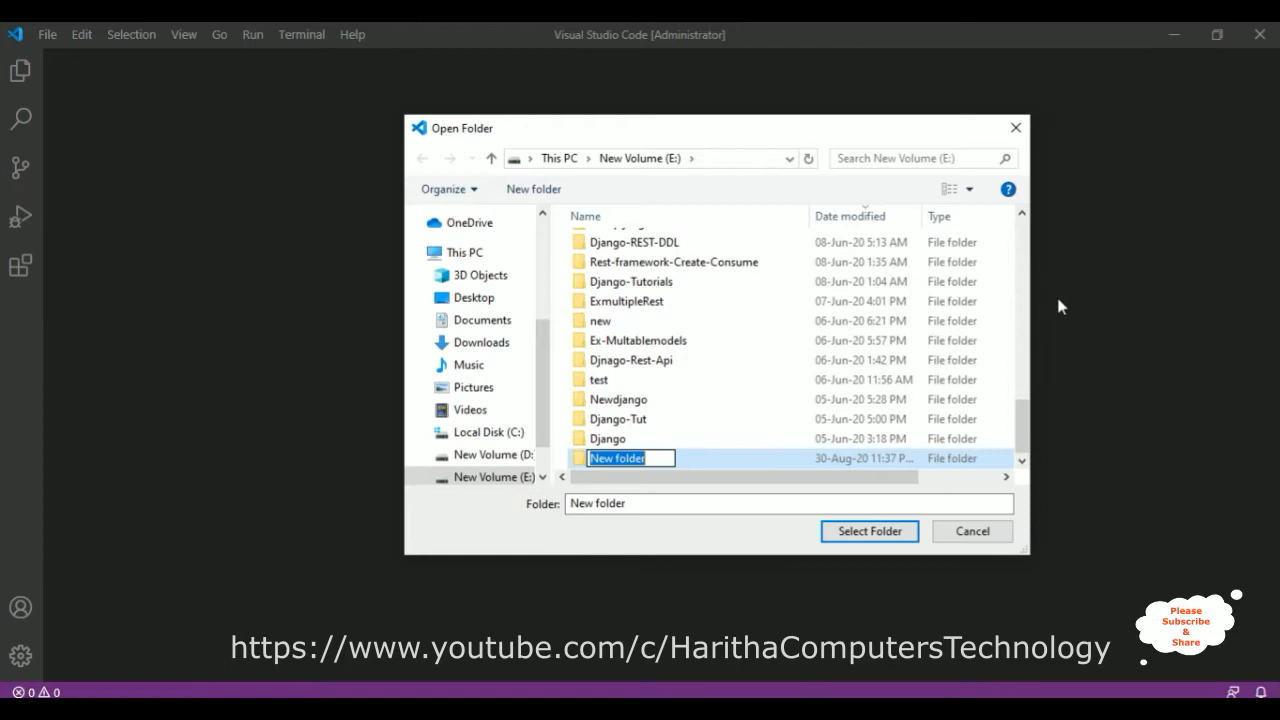 File Edit Selection View Go Run Terminal Help
Visual Studio Code [Administrator]
Open Folder
This PC New Volume (E:)
Search New Volume (E:)
Organize New folder
Name Date modified Type
OneDrive
This PC
3D Objects
Desktop
Documents
Downloads
Music
Pictures
Videos
Local Disk (C:)
New Volume (D:
New Volume (E:)
Django-REST-DDL 08-Jun-20 5:13 AM File folder
Rest-framework-Create-Consume 08-Jun-20 1:35 AM File folder
Django-Tutorials 08-Jun-20 1:04 AM File folder
ExmultipleRest 07-Jun-20 4:01 PM File folder
new 06-Jun-20 6:21 PM File folder
Ex-Multablemodels 06-Jun-20 5:57 PM File folder
Djnago-Rest-Api 06-Jun-20 1:42 PM File folder
test 06-Jun-20 11:56 AM File folder
Newdjango 05-Jun-20 5:28 PM File folder
Django-Tut 05-Jun-20 5:00 PM File folder
Django 05-Jun-20 3:18 PM File folder
New folder 30-Aug-20 11:37 P... File folder
Folder: New folder
Select Folder Cancel
Please
Subscribe
&
Share
https://www.youtube.com/c/HarithaComputersTechnology
0 0